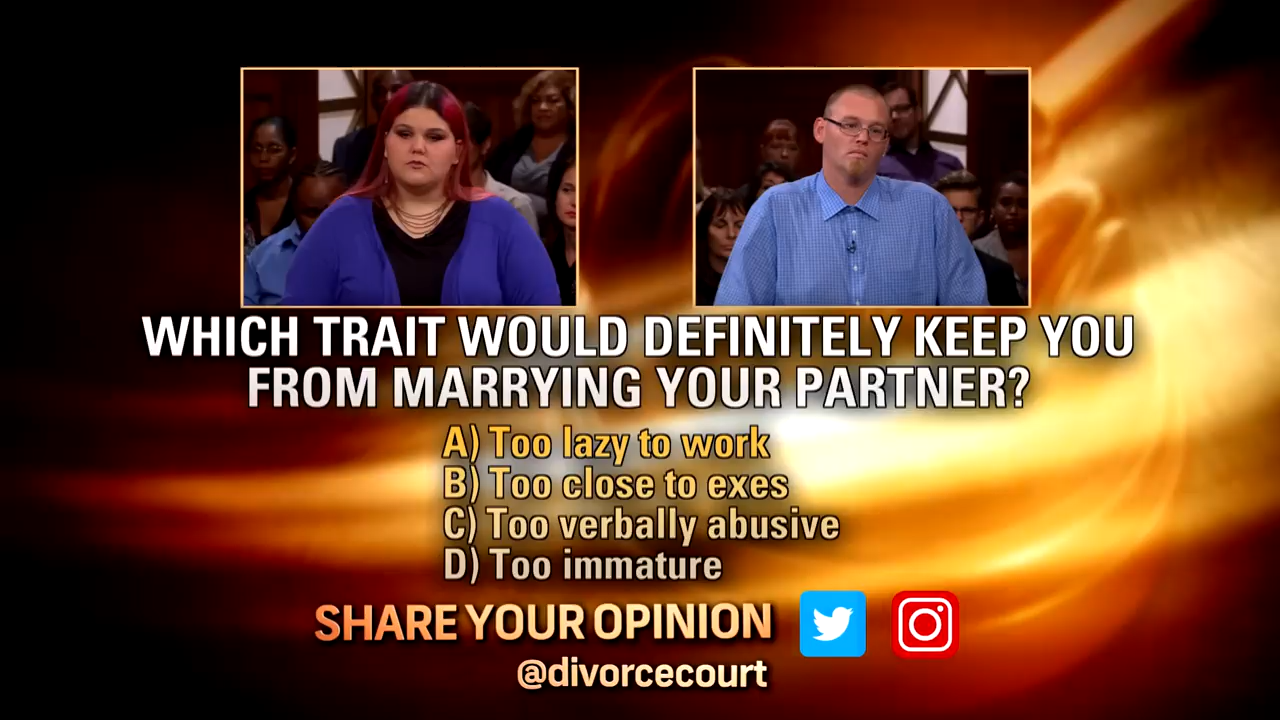 WHICH TRAIT WOULD DEFINITELY KEEP YOU
FROM MARRYING YOUR PARTNER?
A) Too lazy to work
B) Too close to exes
C) Too verbally abusive
D) Too immature
SHARE YOUR OPINION
@divorcecourt